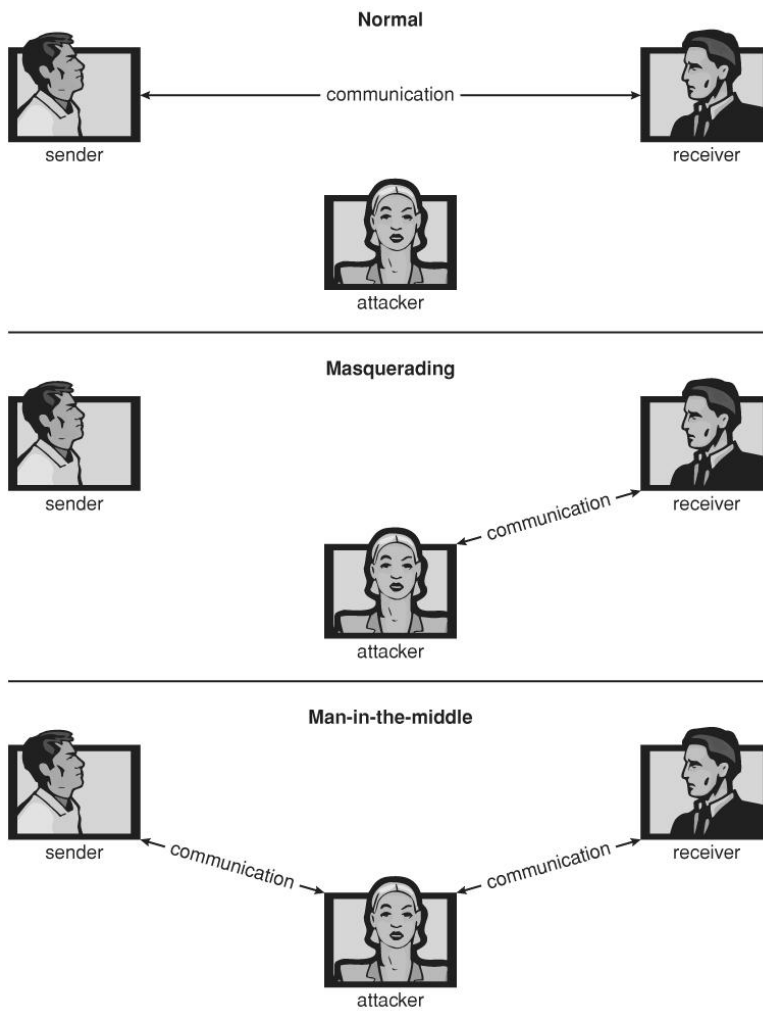 Normal
communication
sender
receiver
attacker
Masquerading
sender
receiver
communication
attacker
Man-in-the-middle
sender
receiver
communication
communication
attacker